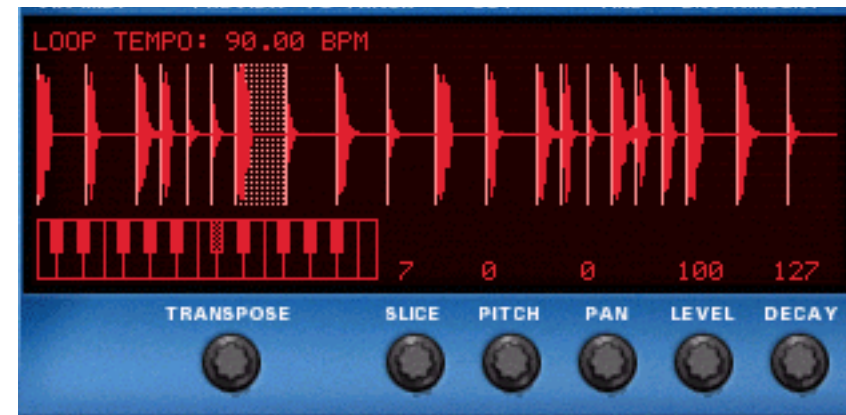 LOOP TEMPO: 90.00 BPM
7 0 0 100 127
TRANSPOSE SLICE PITCH PAN LEVEL DECAY